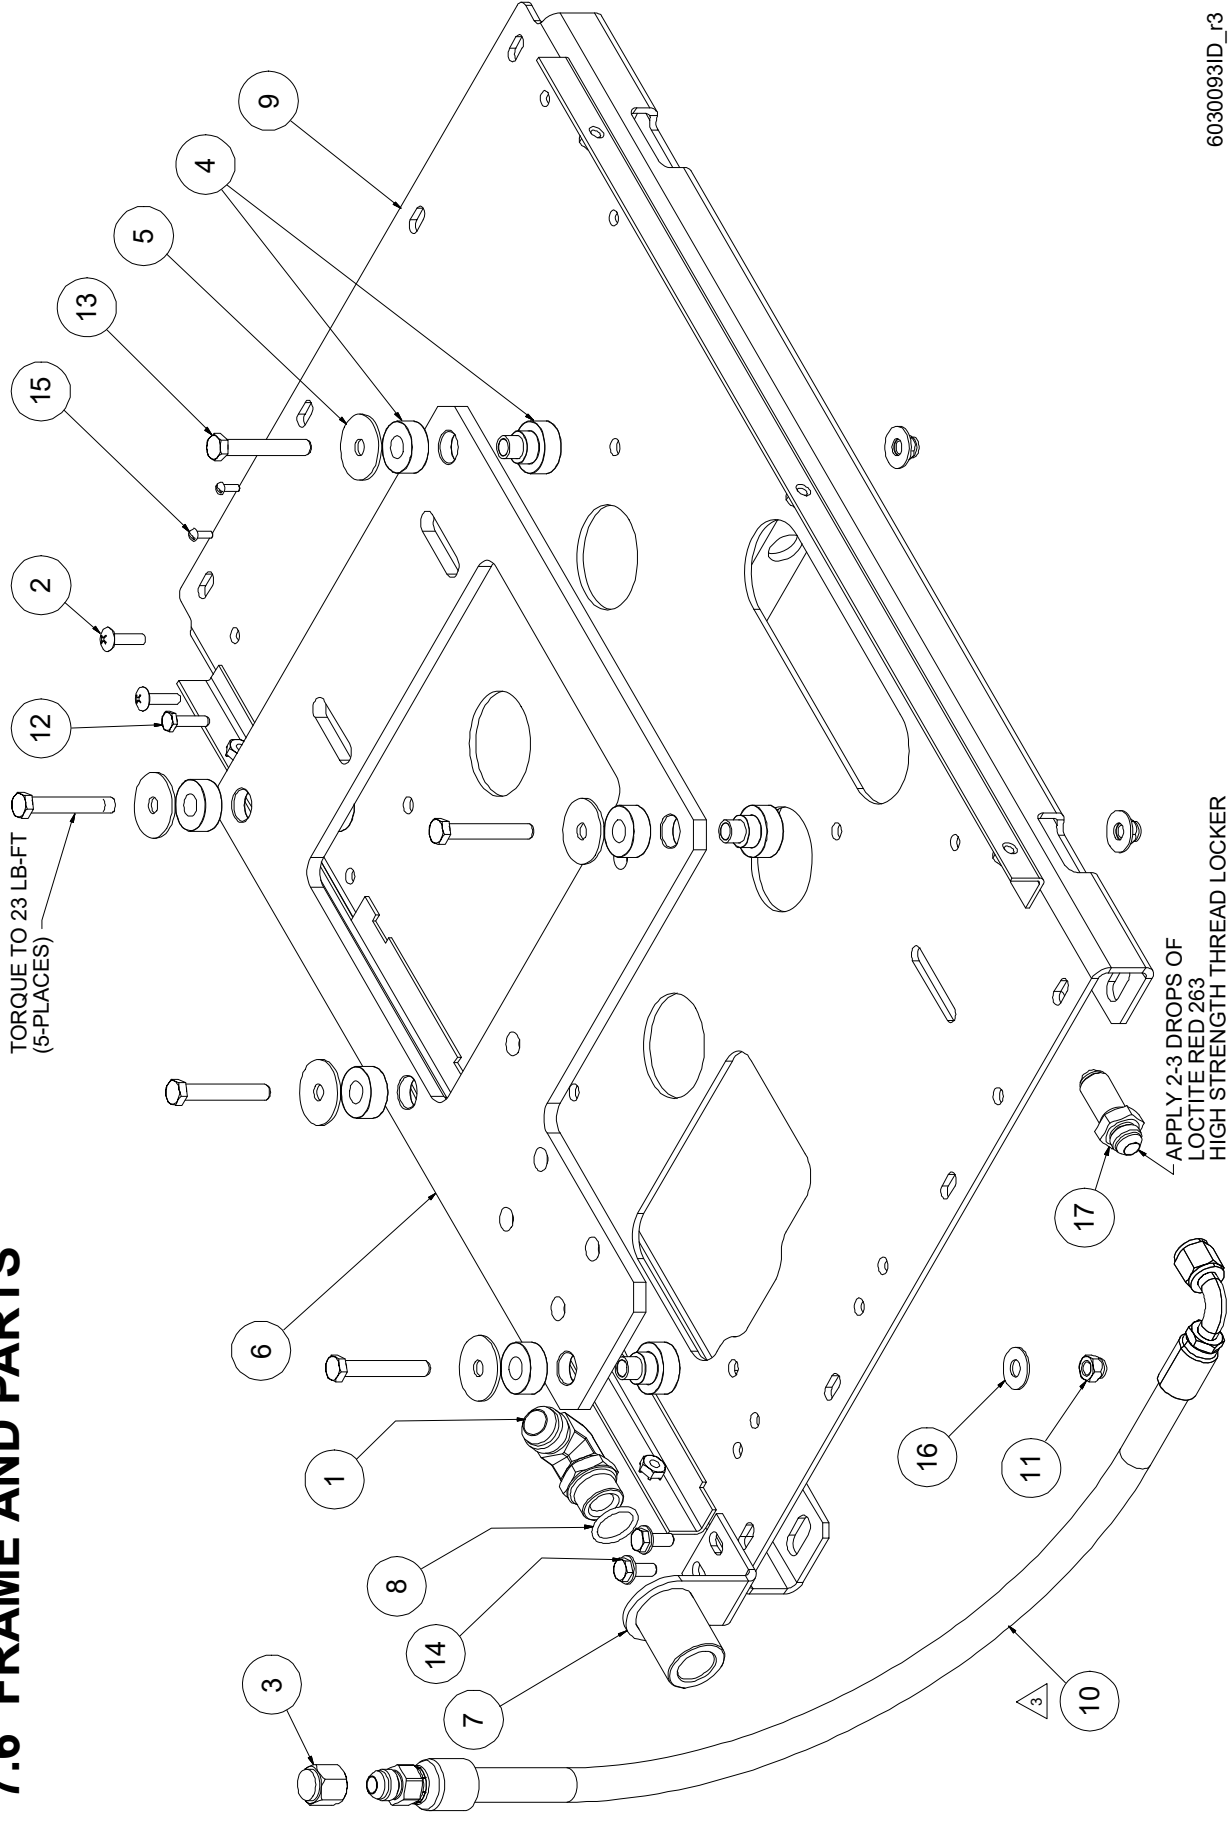 7.6 FRAME AND PARTS
TORQUE TO 23 LB-FT
(5-PLACES)
12
2
15
13
5
4
9
6
1
8
14
7
3
3
10
16
11
17
APPLY 2-3 DROPS OF
LOCTITE RED 263
HIGH STRENGTH THREAD LOCKER
6030093ID_r3